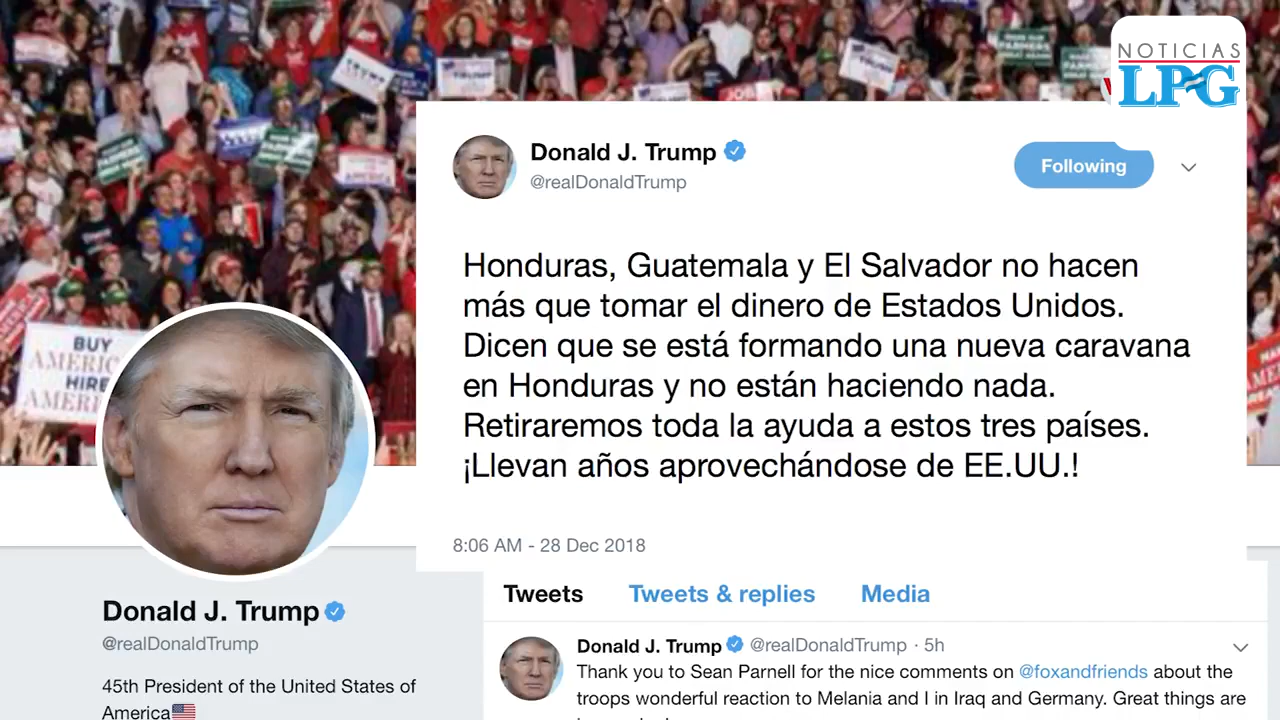 NOTICIAS
LPG
TRUMP
BUY
HIRE
Donald J. Trump
@realDonaldTrump
Following
Honduras, Guatemala y El Salvador no hacen
más que tomar el dinero de Estados Unidos.
Dicen que se está formando una nueva caravana
en Honduras y no están haciendo nada.
Retiraremos toda la ayuda a estos tres países.
¡Llevan años aprovechándose de EE.UU.!
8:06 AM - 28 Dec 2018
Donald J. Trump
@realDonaldTrump
45th President of the United States of
America
Tweets Tweets & replies Media
Donald J. Trump @realDonaldTrump · 5h
Thank you to Sean Parnell for the nice comments on @foxandfriends about the
troops wonderful reaction to Melania and I in Iraq and Germany. Great things are